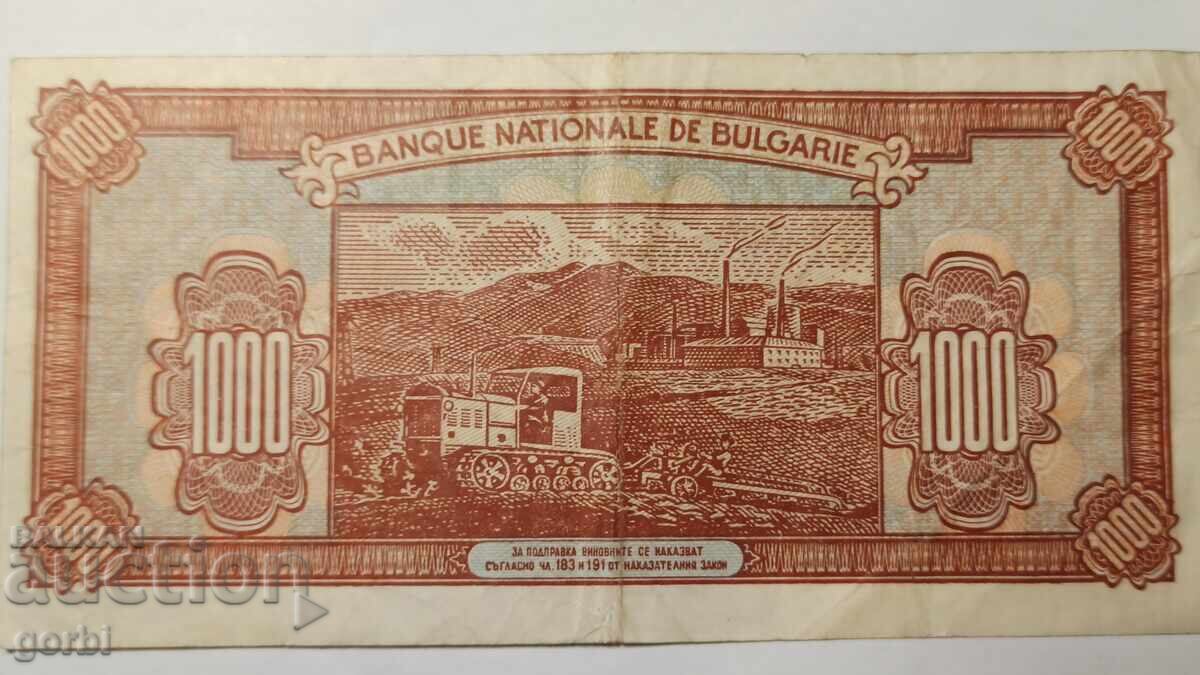 1000
1000
BANQUE NATIONALE DE BULGARIE
1000
1000
1000
1000
ЗА ПОДПРАВКА ВИНОВНИТЕ СЕ НАКАЗВАТ
СЪГЛАСНО ЧЛ. 183 И 191 ОТ НАКАЗАТЕЛНИЯ ЗАКОН
BALKAN
auction
.gorbi